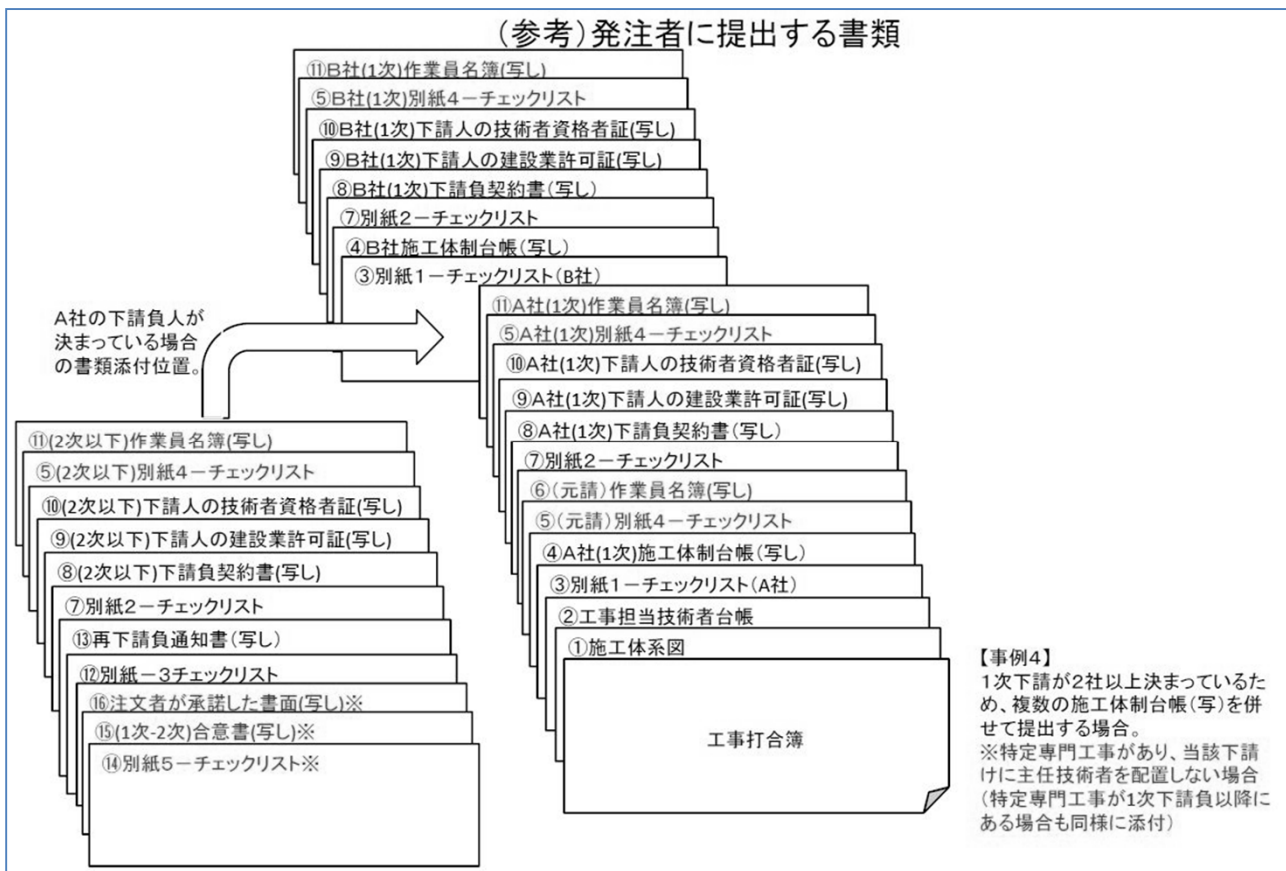 (参考)発注者に提出する書類
⑪B社(1次)作業員名簿(写し)
⑤B社(1次)別紙4-チェックリスト
⑩B社(1次)下請人の技術者資格者証(写し)
⑨B社(1次)下請人の建設業許可証(写し)
⑧B社(1次)下請負契約書(写し)
⑦別紙2-チェックリスト
④B社施工体制台帳(写し)
③別紙1-チェックリスト(B社)
A社の下請負人が
決まっている場合
の書類添付位置。
⑪A社(1次)作業員名簿(写し)
⑤A社(1次)別紙4-チェックリスト
⑩A社(1次)下請人の技術者資格者証(写し)
⑨A社(1次)下請人の建設業許可証(写し)
⑧A社(1次)下請負契約書(写し)
⑦別紙2-チェックリスト
⑥(元請)作業員名簿(写し)
⑤(元請)別紙4-チェックリスト
④A社(1次)施工体制台帳(写し)
③別紙1-チェックリスト(A社)
②工事担当技術者台帳
①施工体系図
工事打合簿
⑪(2次以下)作業員名簿(写し)
⑤(2次以下)別紙4-チェックリスト
⑩(2次以下)下請人の技術者資格者証(写し)
⑨(2次以下)下請人の建設業許可証(写し)
⑧(2次以下)下請負契約書(写し)
⑦別紙2-チェックリスト
⑬再下請負通知書(写し)
⑫別紙-3チェックリスト
⑯注文者が承諾した書面(写し)※
⑮(1次-2次)合意書(写し)※
⑭別紙5-チェックリスト※
【事例4】
1次下請が2社以上決まっているた
め、複数の施工体制台帳(写)を併
せて提出する場合。
※特定専門工事があり、当該下請
けに主任技術者を配置しない場合
(特定専門工事が1次下請負以降に
ある場合も同様に添付)